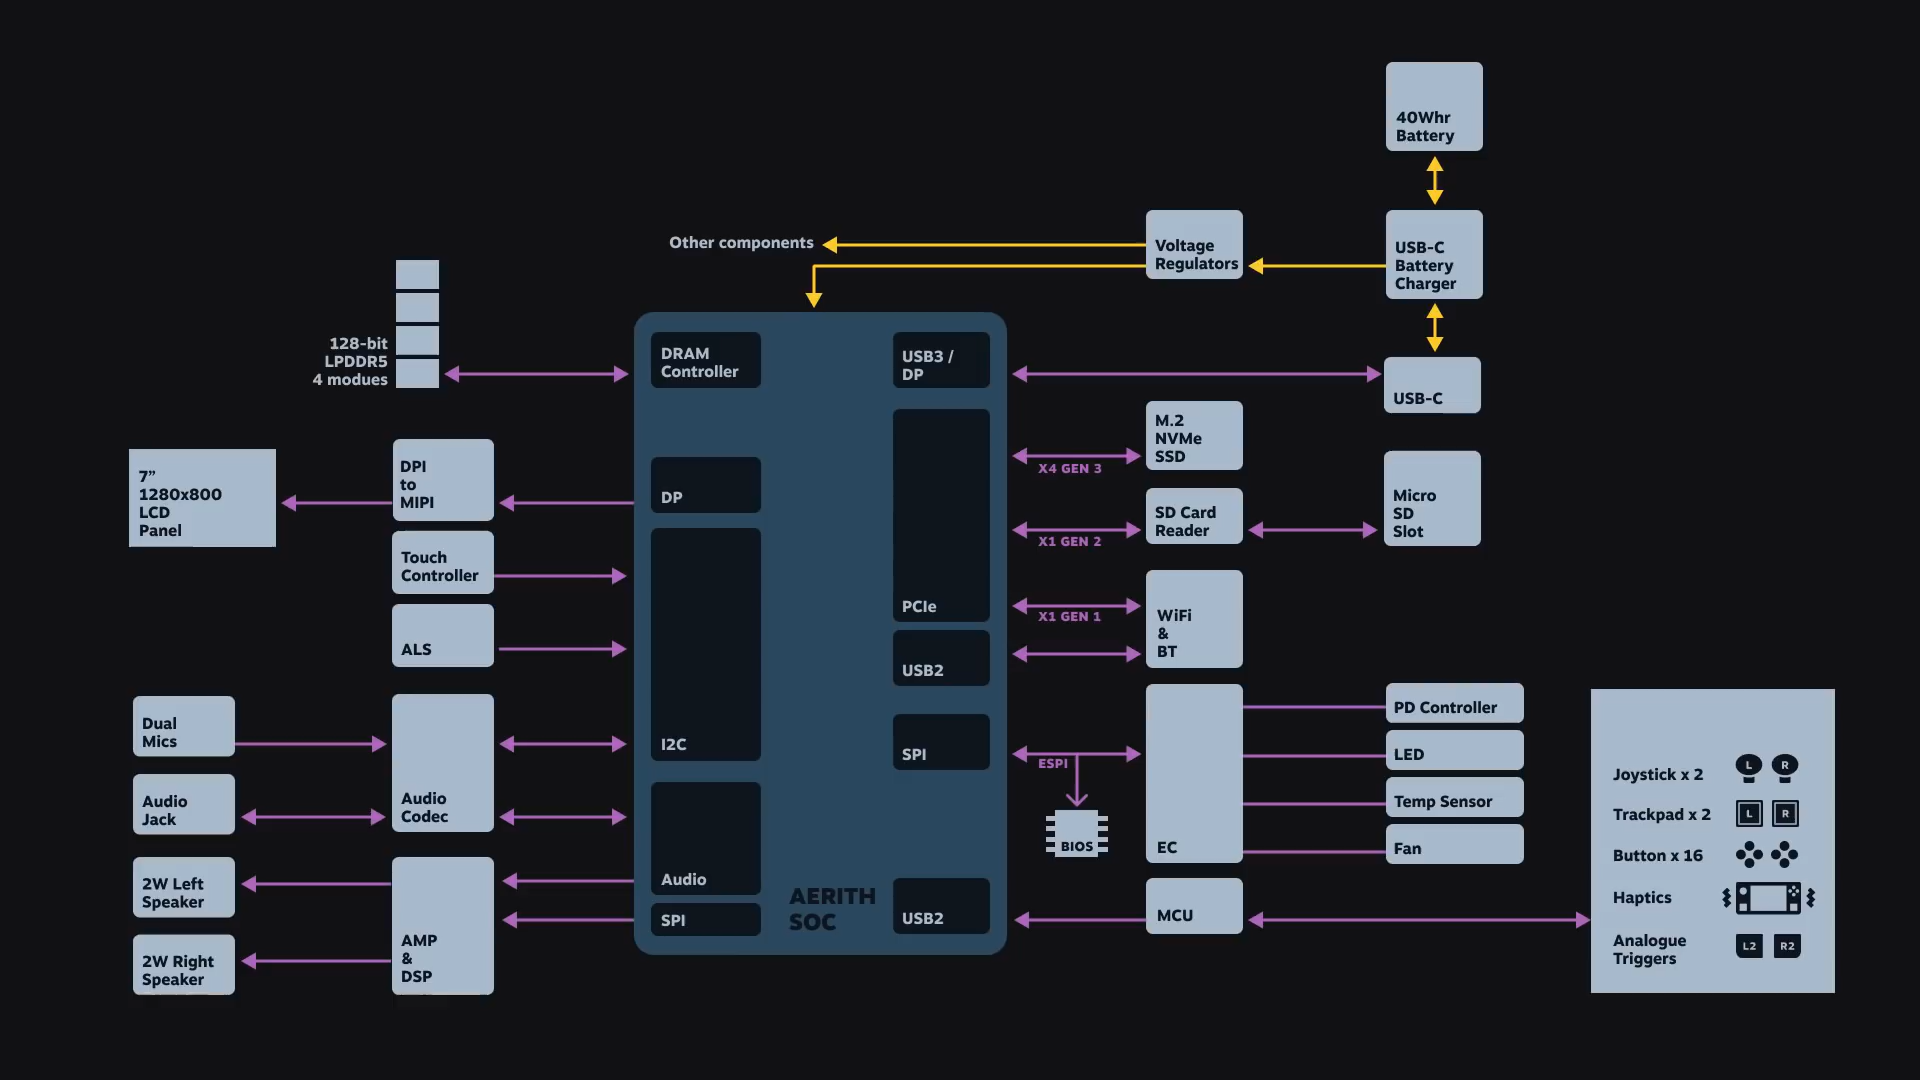 40Whr
Battery
Other components
Voltage
Regulators
USB-C
Battery
Charger
128-bit
LPDDR5
4 modues
DRAM
Controller
USB3 /
DP
USB-C
M.2
NVMe
SSD
X4 GEN 3
7”
1280x800
LCD
Panel
DPI
to
MIPI
DP
SD Card
Reader
X1 GEN 2
Micro
SD
Slot
Touch
Controller
PCIe
X1 GEN 1
WiFi
&
BT
ALS
USB2
Dual
Mics
I2C
SPI
ESPI
PD Controller
LED
Temp Sensor
Fan
Audio
Jack
Audio
Codec
BIOS
EC
2W Left
Speaker
Audio
AERITH
SOC
SPI
USB2
MCU
2W Right
Speaker
AMP
&
DSP
Joystick x 2
L R
Trackpad x 2
L R
Button x 16
Haptics
Analogue
Triggers
L2 R2